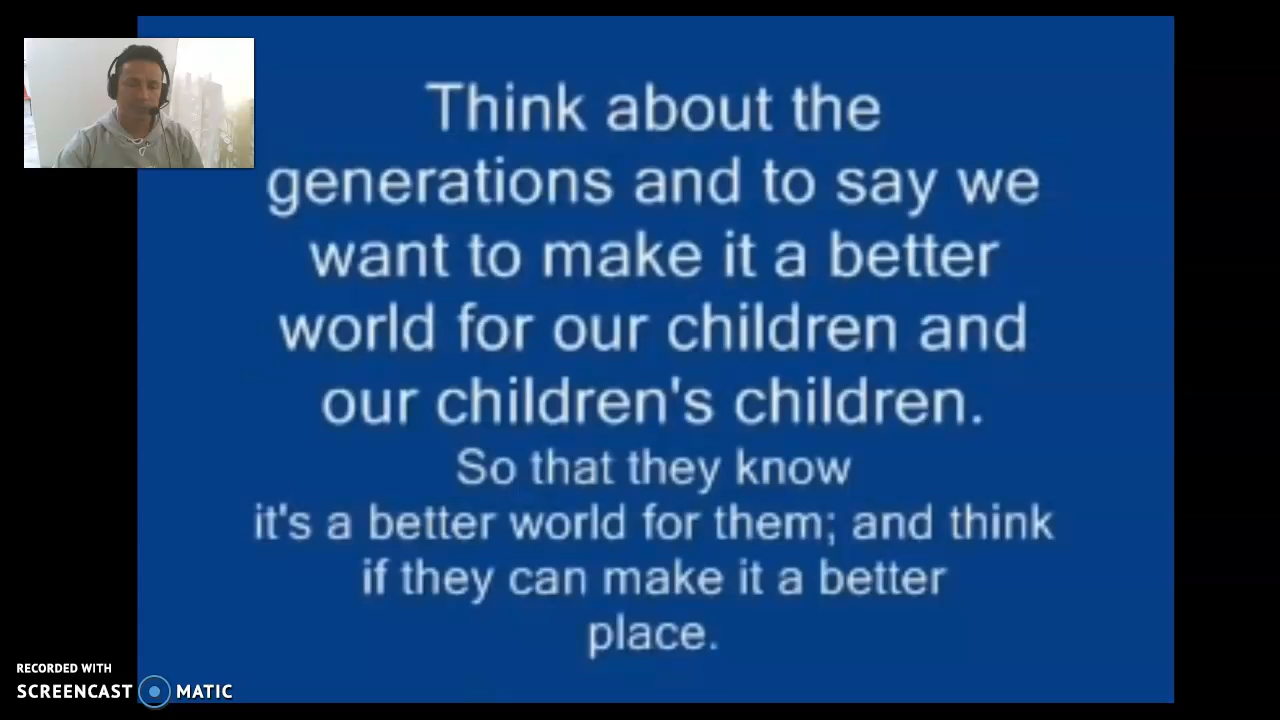 Think about the
generations and to say we
want to make it a better
world for our children and
our children's children.
So that they know
it's a better world for them; and think
if they can make it a better
place.
RECORDED WITH
SCREENCAST MATIC